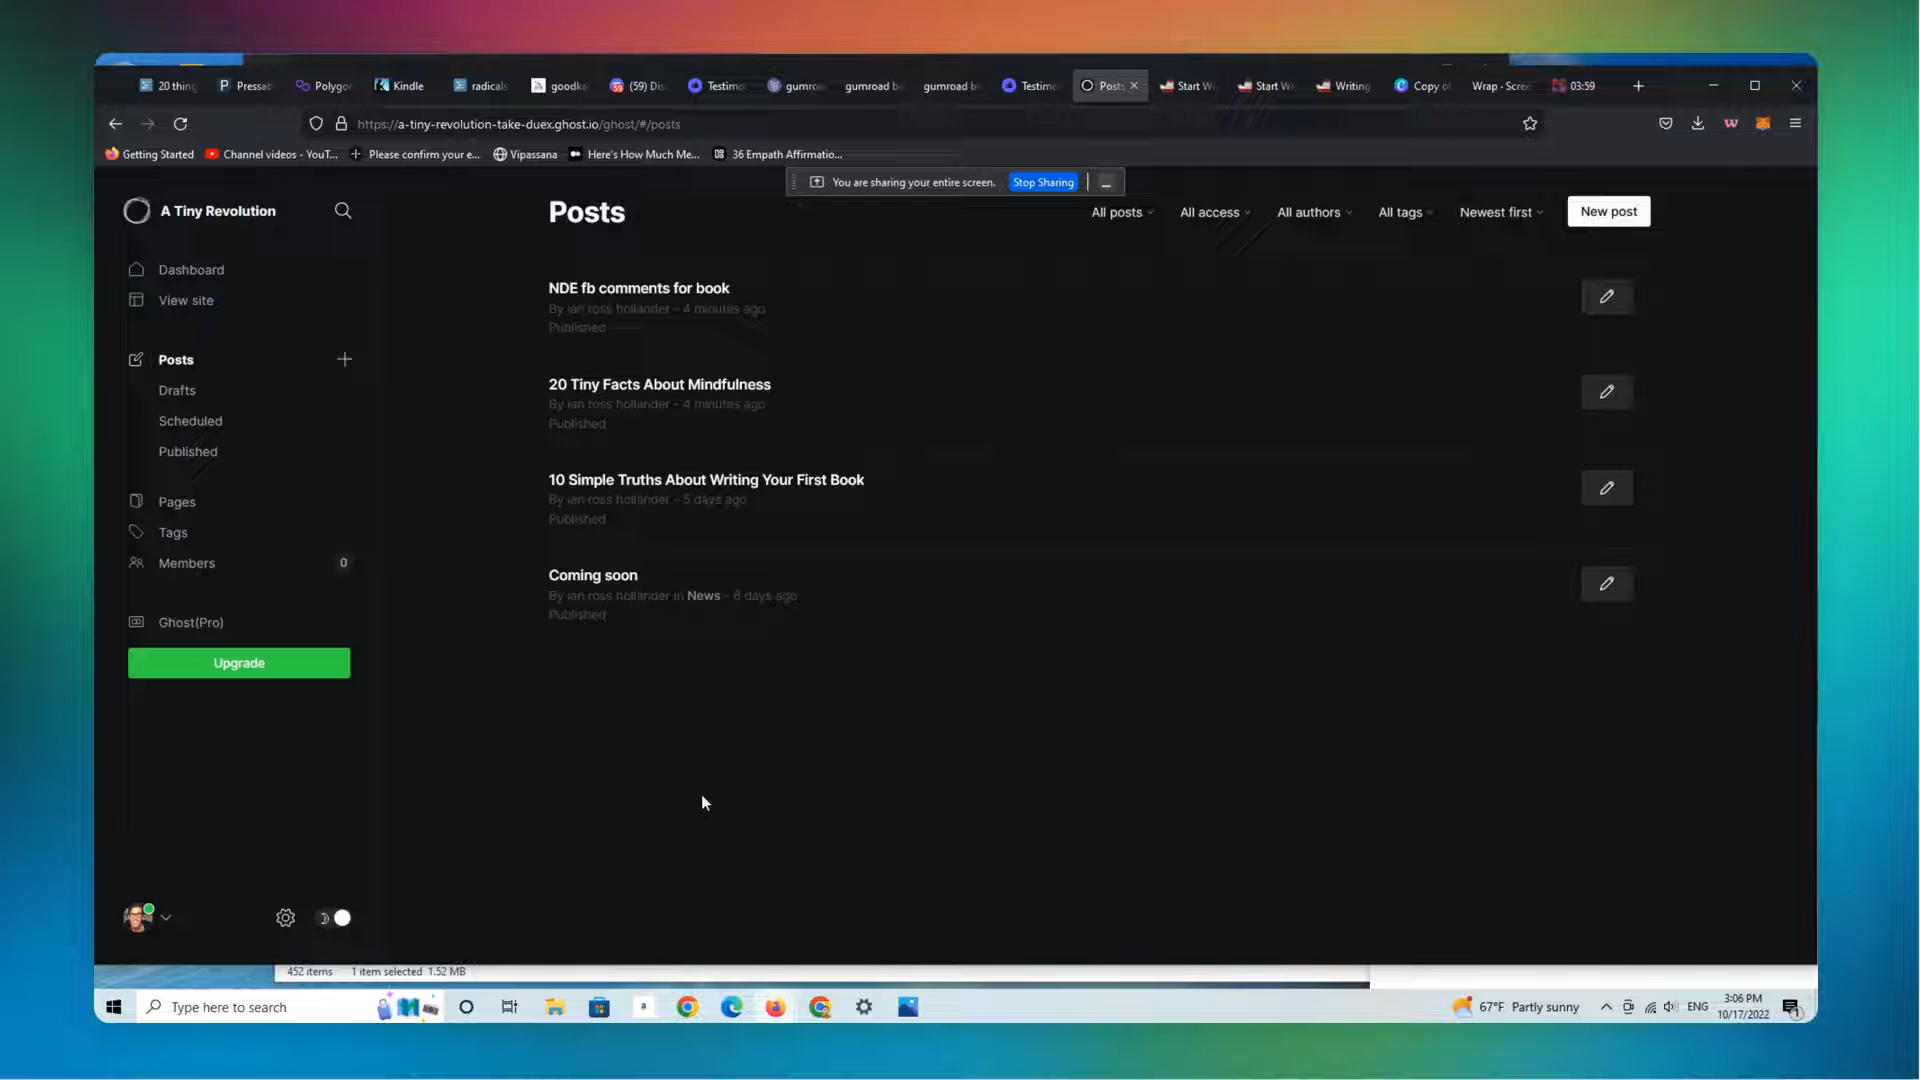 20 thing
Pressab
Polygon
Kindle
radicals
goodka
(59) Dis
Testimo
gumro
gumroad b
gumroad b
Testimo
Posts
Start Wi
Start Wi
Writing
Copy o
Wrap - Scree
03:59
https://a-tiny-revolution-take-duex.ghost.io/ghost/#/posts
Getting Started
Channel videos - YouT...
Please confirm your e...
Vipassana
Here's How Much Me...
36 Empath Affirmatio...
You are sharing your entire screen.
Stop Sharing
A Tiny Revolution
Posts
All posts
All access
All authors
All tags
Newest first
New post
Dashboard
View site
Posts
Drafts
Scheduled
Published
Pages
Tags
Members
0
Ghost(Pro)
Upgrade
NDE fb comments for book
By ian ross hollander - 4 minutes ago
Published
20 Tiny Facts About Mindfulness
By ian ross hollander - 4 minutes ago
Published
10 Simple Truths About Writing Your First Book
By ian ross hollander - 5 days ago
Published
Coming soon
By ian ross hollander in News - 6 days ago
Published
452 items
1 item selected 1.52 MB
Type here to search
67°F Partly sunny
ENG
3:06 PM
10/17/2022